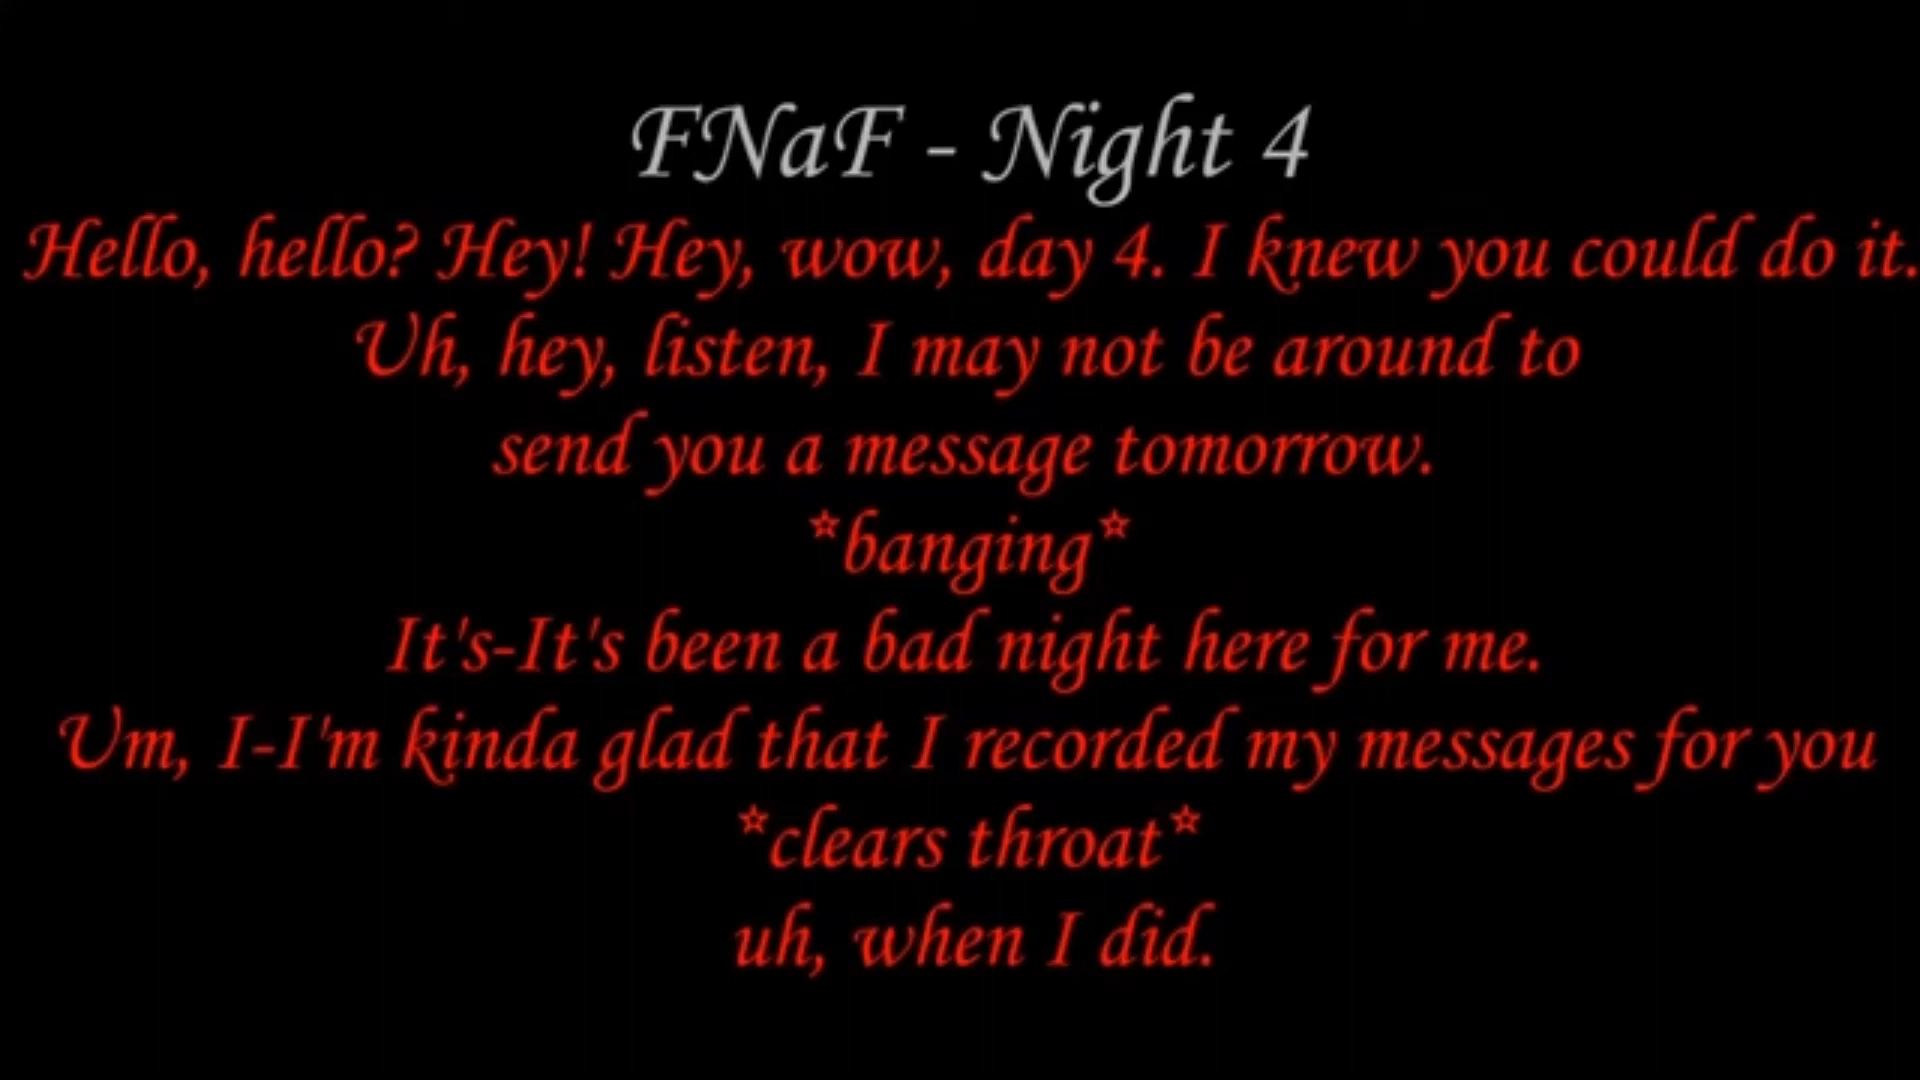 FNaF - Night 4
Hello, hello? Hey! Hey, wow, day 4. I knew you could do it.
Uh, hey, listen, I may not be around to
send you a message tomorrow.
*banging*
It's-It's been a bad night here for me.
Um, I-I'm kinda glad that I recorded my messages for you
*clears throat*
uh, when I did.